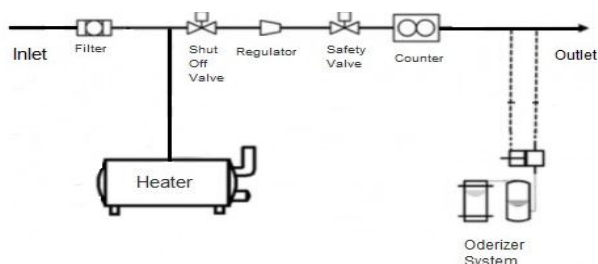 Inlet
Filter
Shut
Off
Valve
Regulator
Safety
Valve
Counter
Outlet
Heater
Oderizer
System